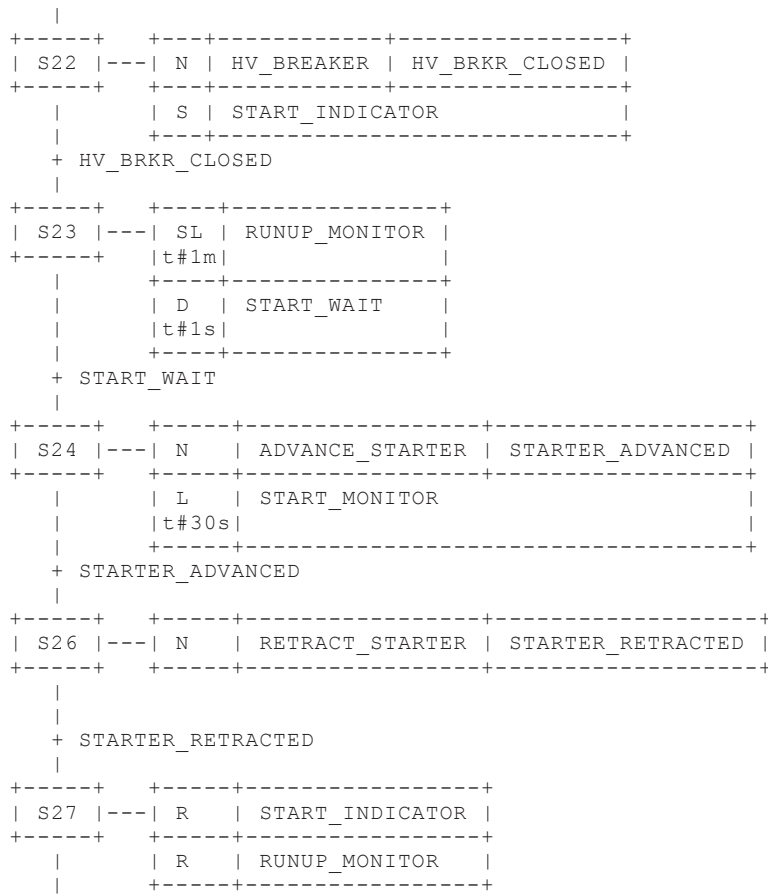 S22 N HV_BREAKER HV_BRKR_CLOSED
S START_INDICATOR
HV_BRKR_CLOSED
S23 SL RUNUP_MONITOR
t#1m
D START_WAIT
t#1s
START_WAIT
S24 N ADVANCE_STARTER STARTER_ADVANCED
L START_MONITOR
t#30s
STARTER_ADVANCED
S26 N RETRACT_STARTER STARTER_RETRACTED
STARTER_RETRACTED
S27 R START_INDICATOR
R RUNUP_MONITOR